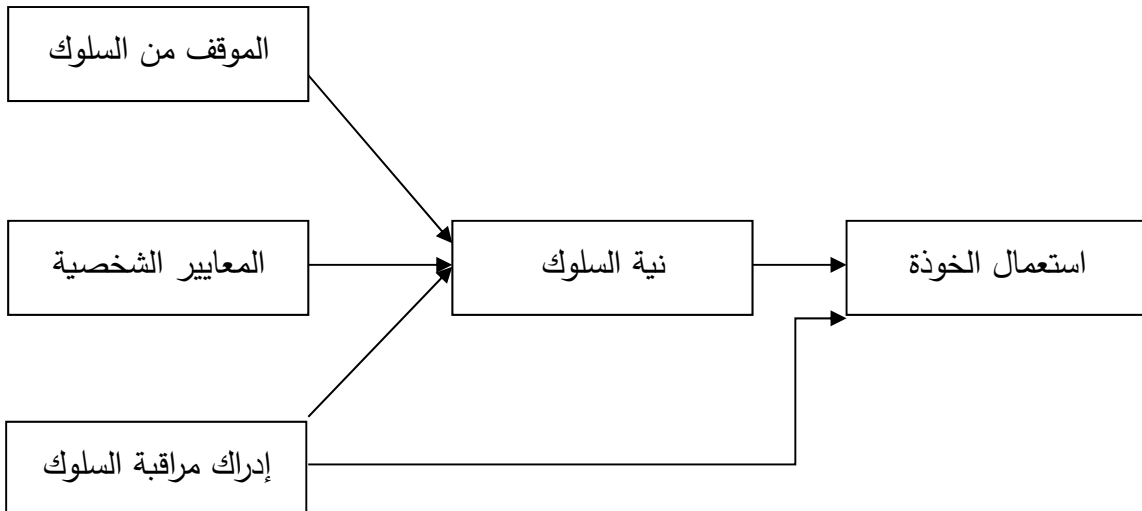 الموقف من السلوك
المعايير الشخصية
نية السلوك
استعمال الخوذة
إدراك مراقبة السلوك